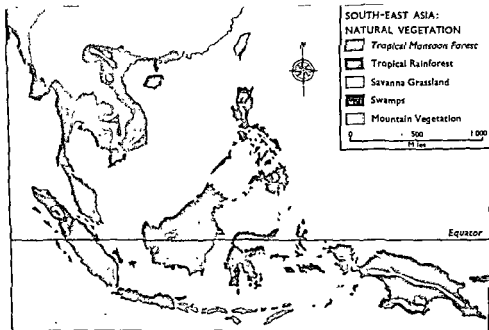 SOUTH-EAST ASIA:
NATURAL VEGETATION
Tropical Monsoon Forest
Tropical Rainforest
Savanna Grassland
Swamps
Mountain Vegetation
0 500 1000
Miles
N
Equator